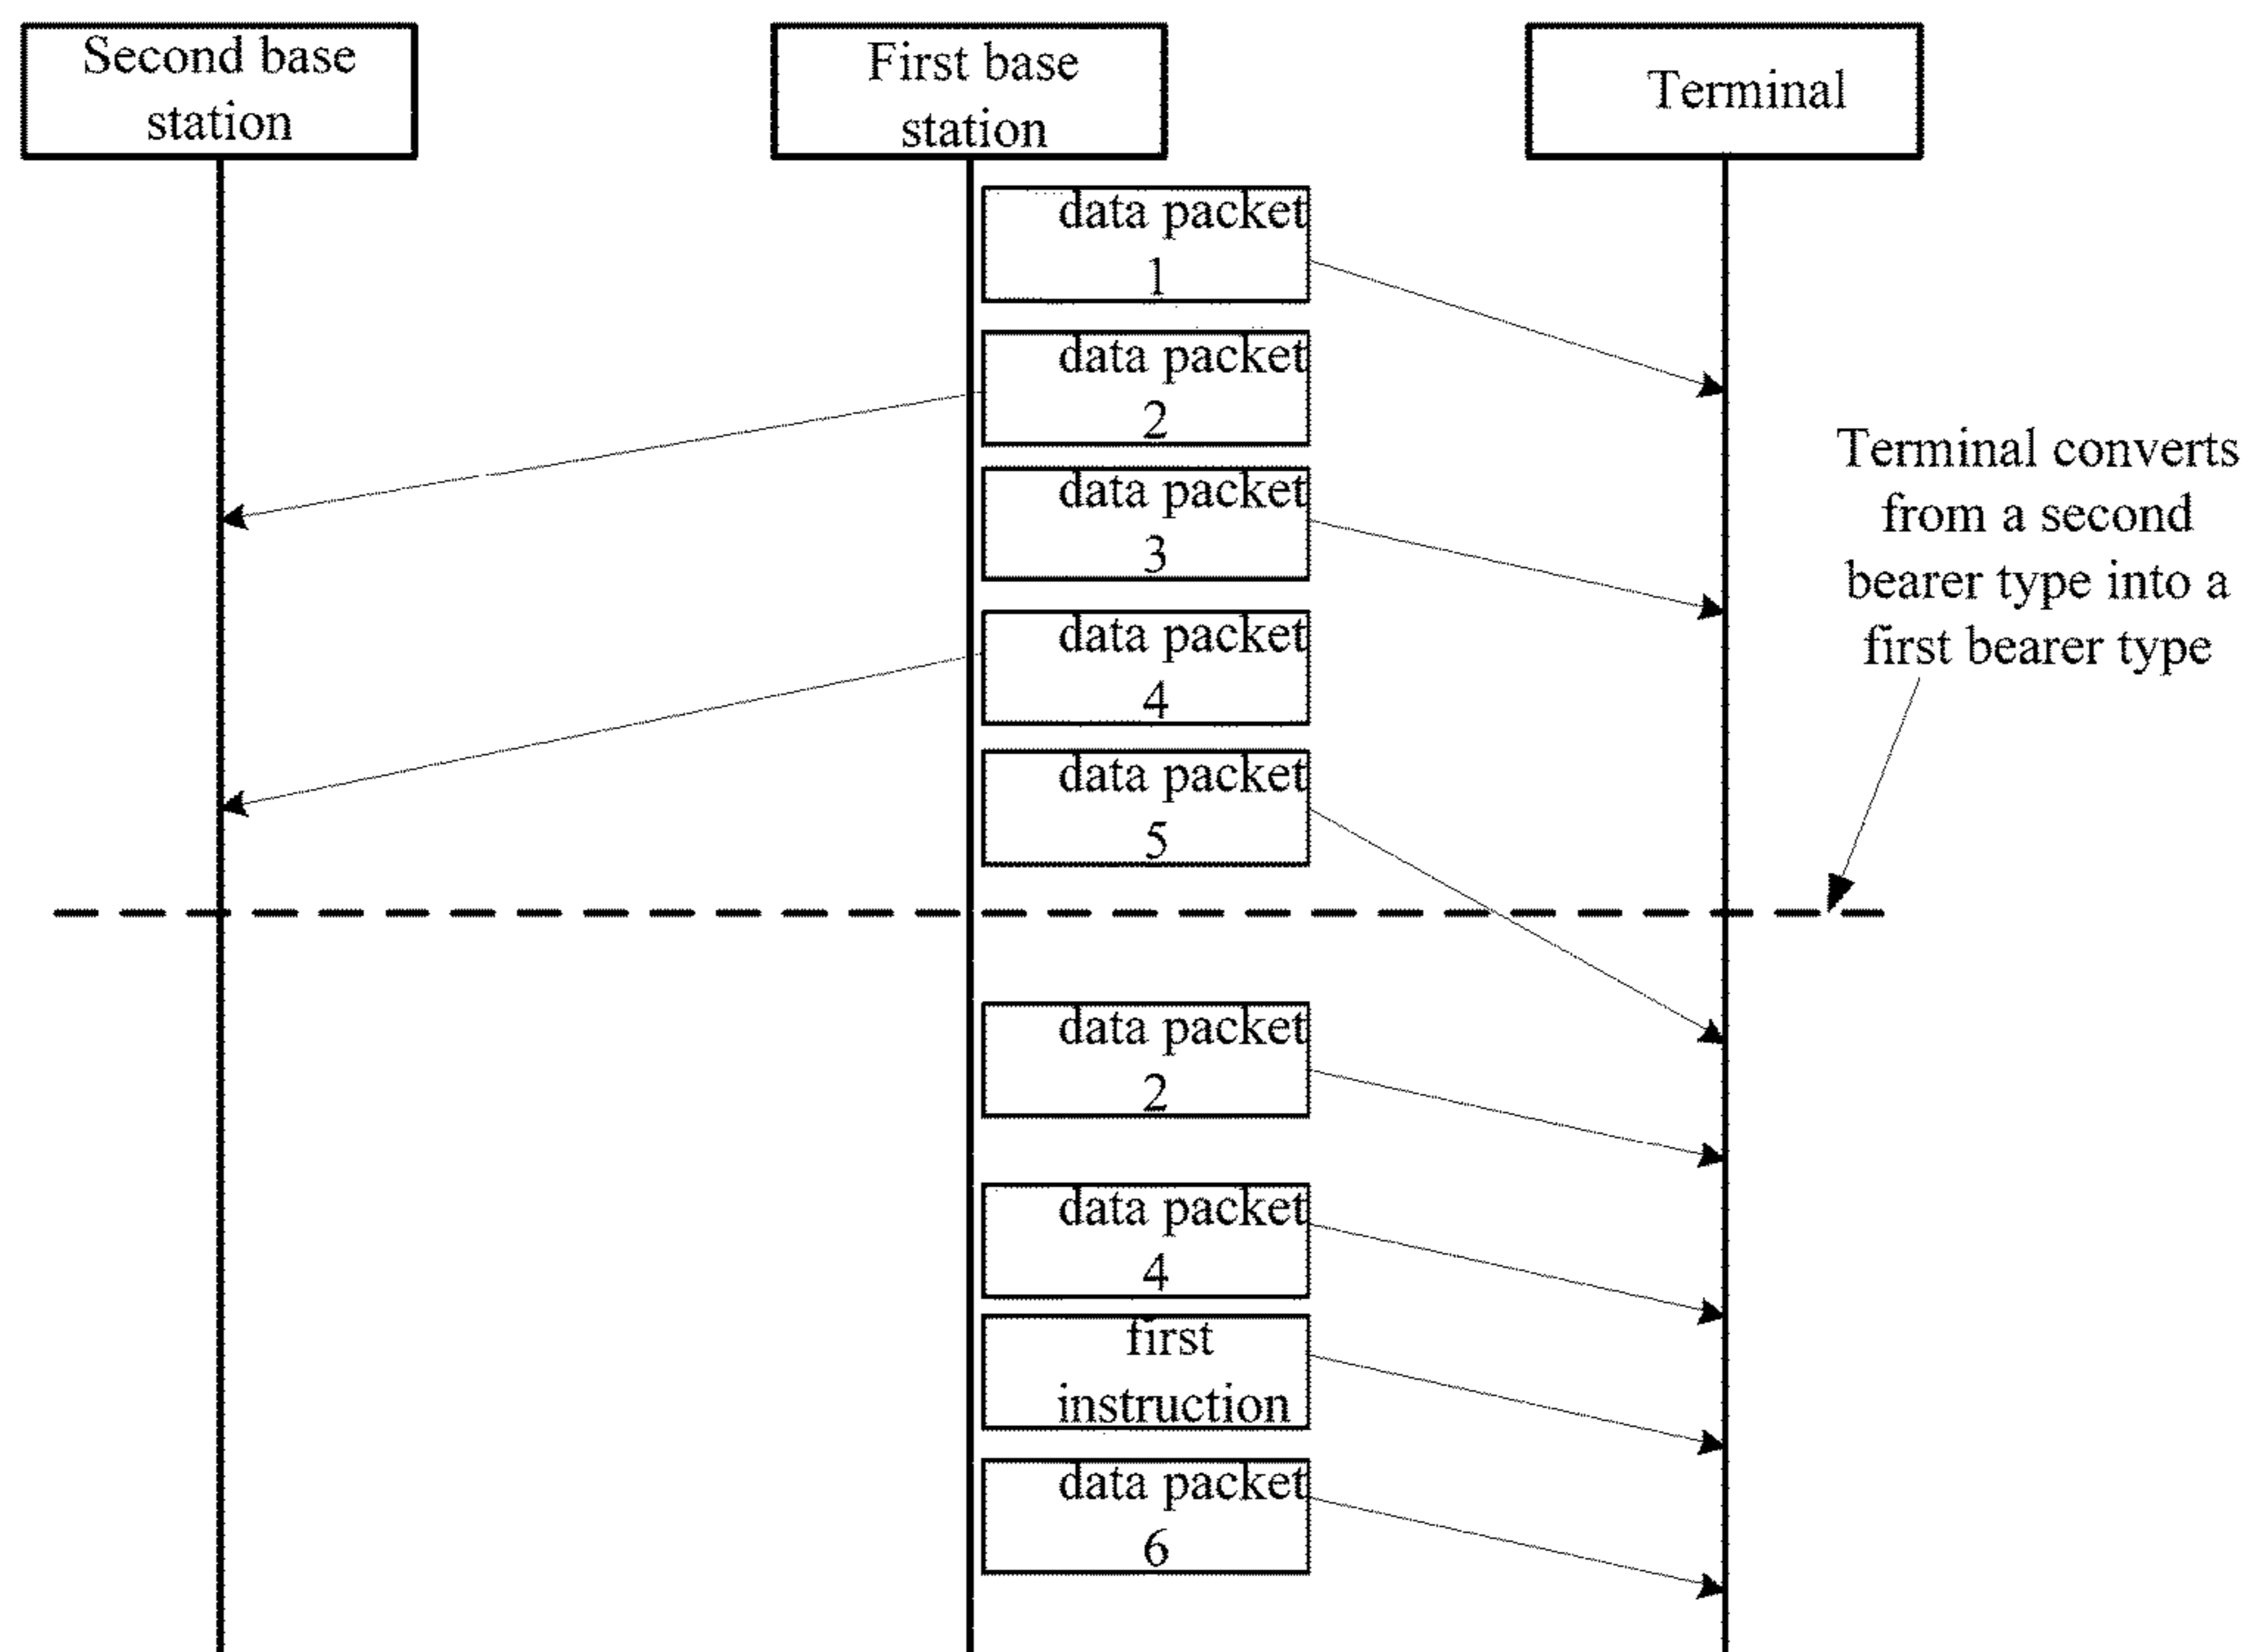 Second base
station
First base
station
Terminal
data packet
1
data packet
2
data packet
3
data packet
4
data packet
5
Terminal converts
from a second
bearer type into a
first bearer type
data packet
2
data packet
4
first
instruction
data packet
6